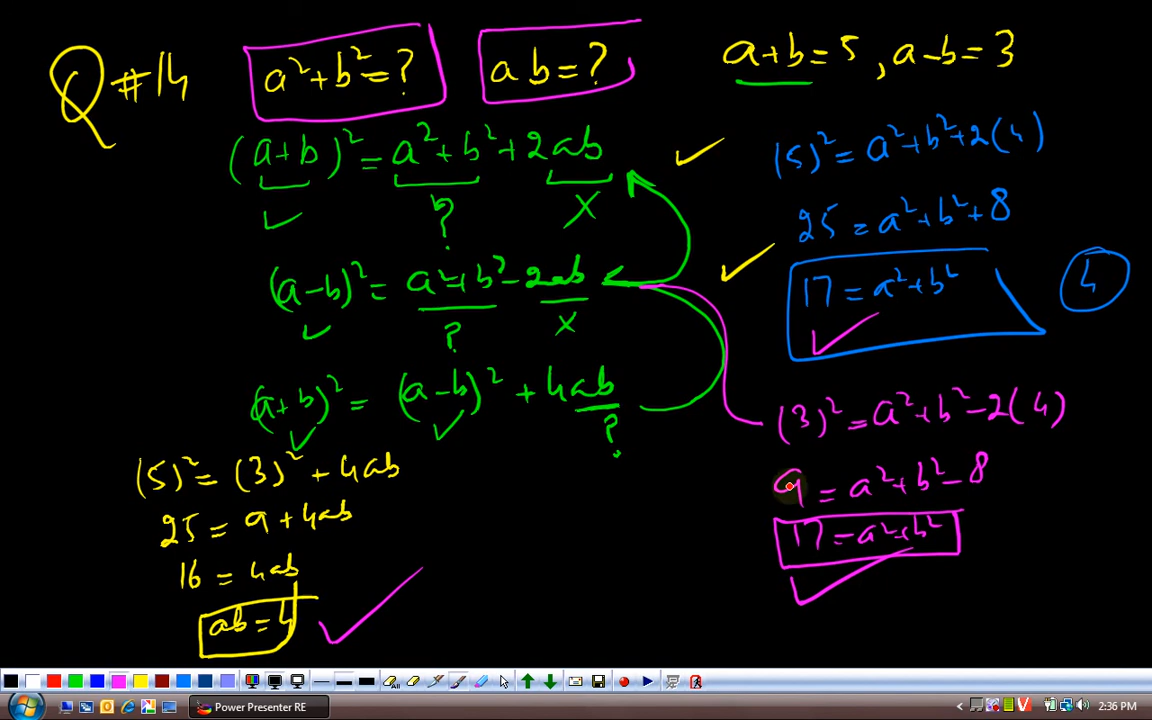 Q#14
a²+b²=?
ab=?
a+b=5, a-b=3
(a+b)²=a²+b²+2ab
? x
(a-b)²= a²+b²-2ab
? x
(a+b)²= (a-b)² +4ab
?
(5)²=(3)²+4ab
25=9+4ab
16=4ab
ab=4
(5)²=a²+b²+2(4)
25=a²+b²+8
17=a²+b²
4
(3)²=a²+b²-2(4)
9=a²+b²-8
17=a²+b²
All
Power Presenter RE
2:36 PM